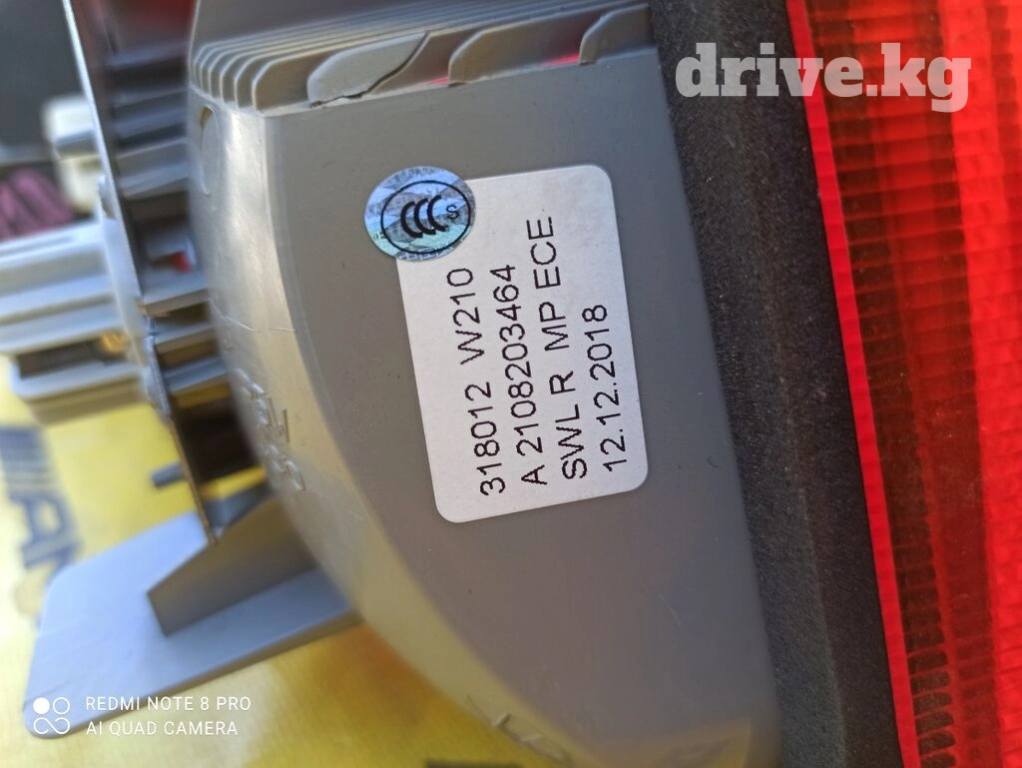 drive.kg
CCC S
318012 W210
A 2108203464
SWL R MP ECE
12.12.2018
REDMI NOTE 8 PRO
AI QUAD CAMERA